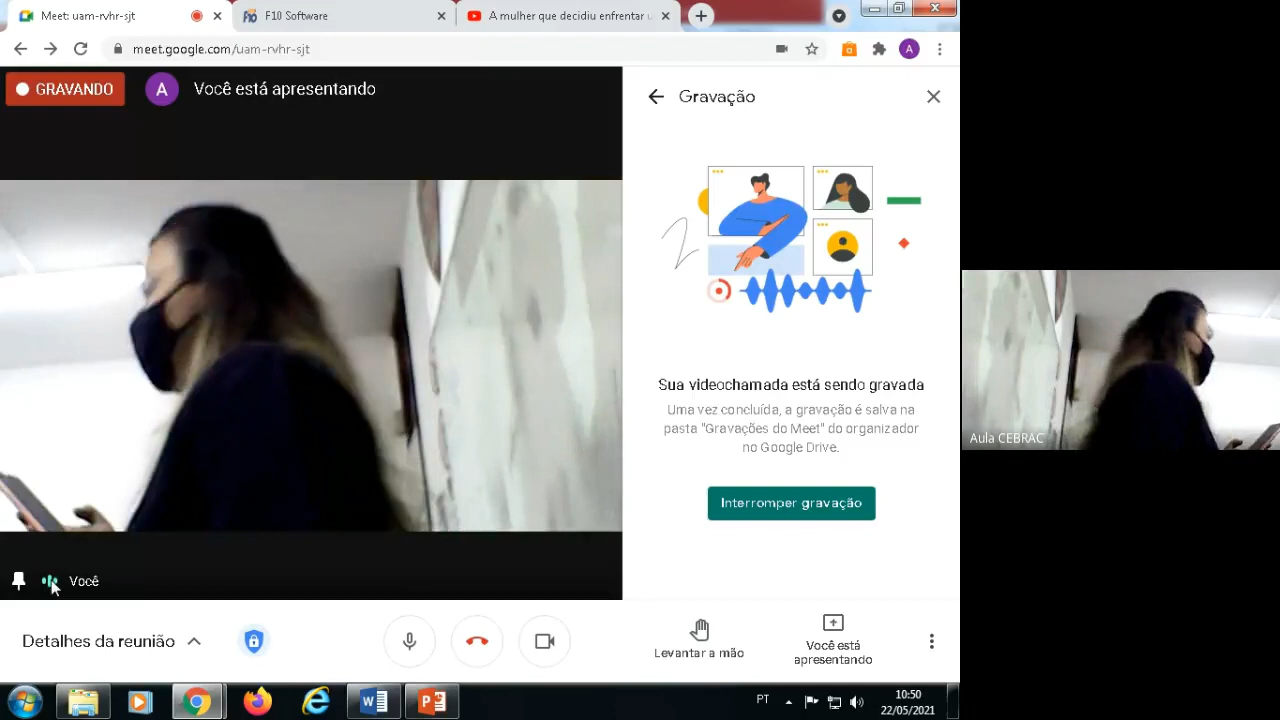 Meet: uam-rvhr-sjt
F10 Software
A mulher que decidiu enfrentar u
meet.google.com/uam-rvhr-sjt
A
GRAVANDO
A
Você está apresentando
Gravação
Sua videochamada está sendo gravada
Uma vez concluída, a gravação é salva na
pasta "Gravações do Meet" do organizador
no Google Drive.
Interromper gravação
Aula CEBRAC
Você
Detalhes da reunião
Levantar a mão
Você está
apresentando
PT
10:50
22/05/2021